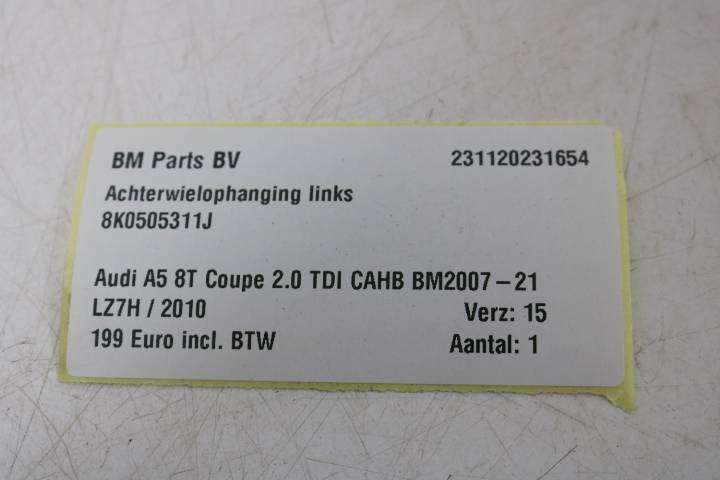 BM Parts BV 231120231654
Achterwielophanging links
8K0505311J
Audi A5 8T Coupe 2.0 TDI CAHB BM2007-21
LZ7H / 2010 Verz: 15
199 Euro incl. BTW Aantal: 1